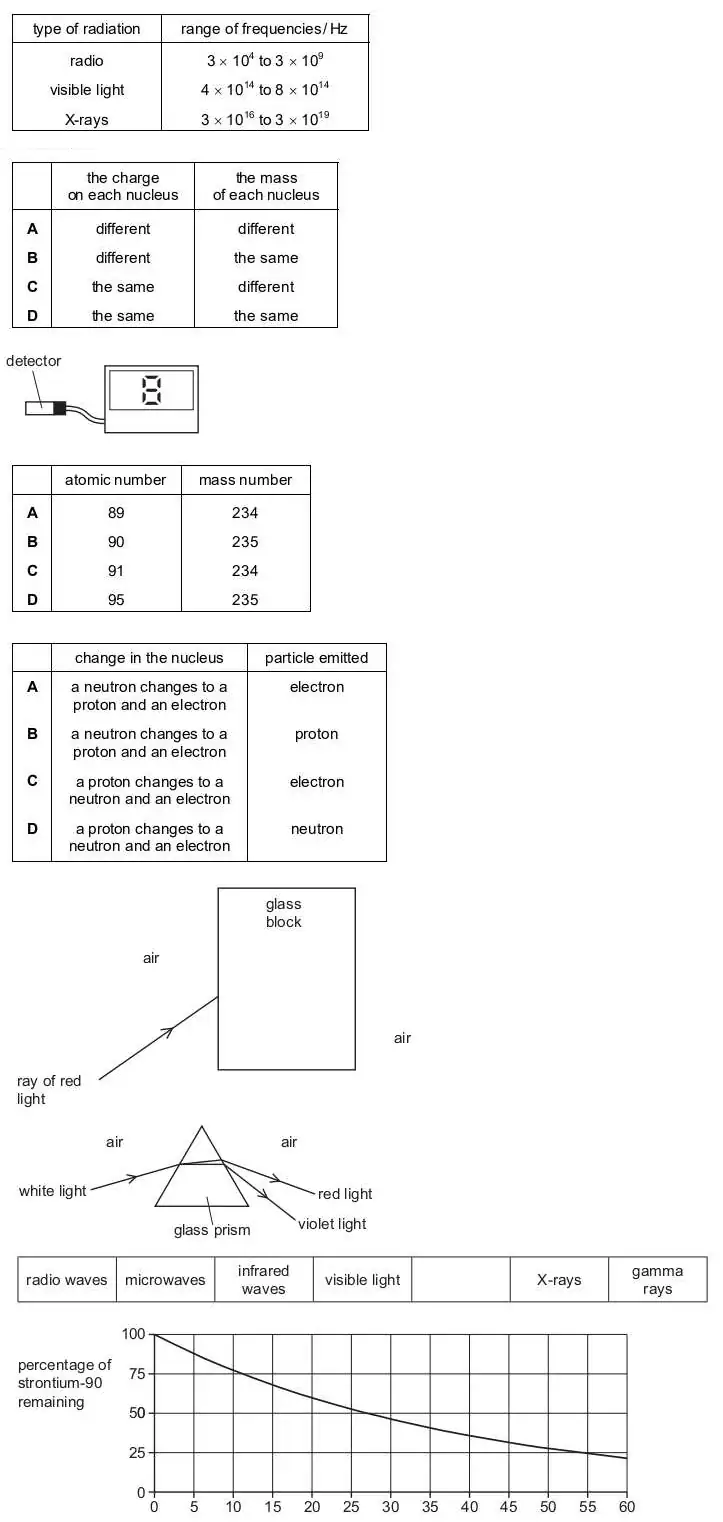 type of radiation range of frequencies/Hz
radio 3 × 10⁴ to 3 × 10⁹
visible light 4 × 10¹⁴ to 8 × 10¹⁴
X-rays 3 × 10¹⁶ to 3 × 10¹⁹
the charge the mass
on each nucleus of each nucleus
A different different
B different the same
C the same different
D the same the same
detector
8
atomic number mass number
A 89 234
B 90 235
C 91 234
D 95 235
change in the nucleus particle emitted
A a neutron changes to a electron
proton and an electron
B a neutron changes to a proton
proton and an electron
C a proton changes to a electron
neutron and an electron
D a proton changes to a neutron
neutron and an electron
glass
block
air
air
ray of red
light
air air
white light
red light
violet light
glass prism
radio waves microwaves infrared waves visible light X-rays gamma rays
100
percentage of
75
strontium-90
remaining
50
25
0
0 5 10 15 20 25 30 35 40 45 50 55 60